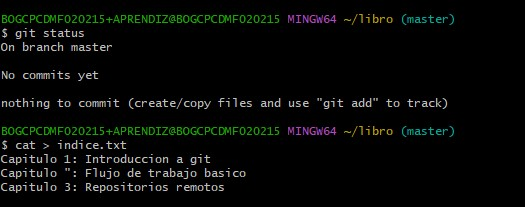 BOGCPCDMF020215+APRENDIZ@BOGCPCDMF020215 MINGW64 ~/libro (master)
$ git status
On branch master
No commits yet
nothing to commit (create/copy files and use "git add" to track)
BOGCPCDMF020215+APRENDIZ@BOGCPCDMF020215 MINGW64 ~/libro (master)
$ cat > indice.txt
Capitulo 1: Introduccion a git
Capitulo ": Flujo de trabajo basico
Capitulo 3: Repositorios remotos